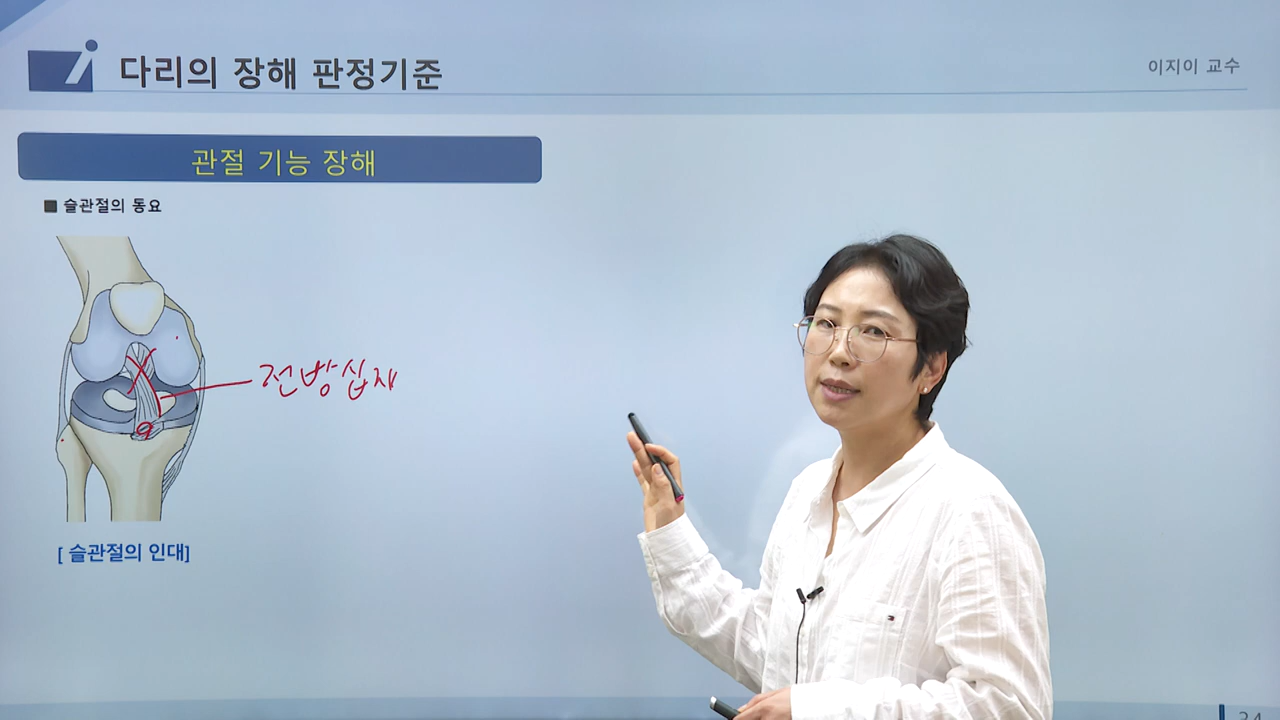 다리의 장해 판정기준
이지이 교수
관절 기능 장해
■ 슬관절의 동요
전방십자
[ 슬관절의 인대]
24